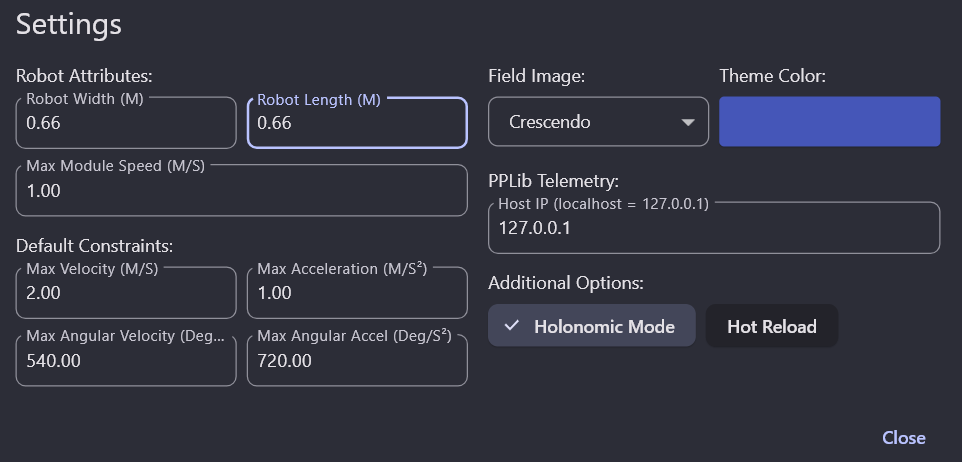 Settings
Robot Attributes:
Robot Width (M)
0.66
Robot Length (M)
0.66
Max Module Speed (M/S)
1.00
Default Constraints:
Max Velocity (M/S)
2.00
Max Acceleration (M/S²)
1.00
Max Angular Velocity (Deg...
540.00
Max Angular Accel (Deg/S²)
720.00
Field Image:
Crescendo
Theme Color:
PPLib Telemetry:
Host IP (localhost = 127.0.0.1)
127.0.0.1
Additional Options:
Holonomic Mode
Hot Reload
Close